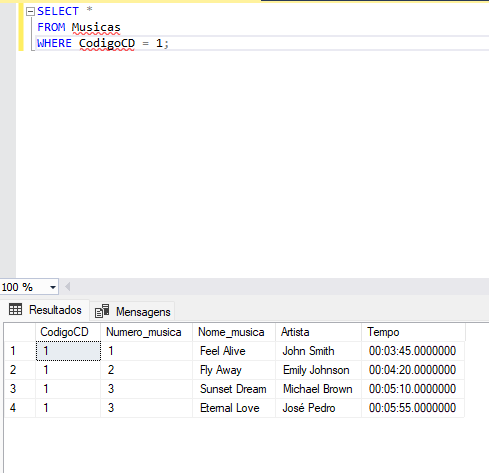 SELECT *
FROM Musicas
WHERE CodigoCD = 1;
100 %
Resultados Mensagens
CodigoCD Numero_musica Nome_musica Artista Tempo
1 1 1 Feel Alive John Smith 00:03:45.0000000
2 1 2 Fly Away Emily Johnson 00:04:20.0000000
3 1 3 Sunset Dream Michael Brown 00:05:10.0000000
4 1 3 Eternal Love José Pedro 00:05:55.0000000